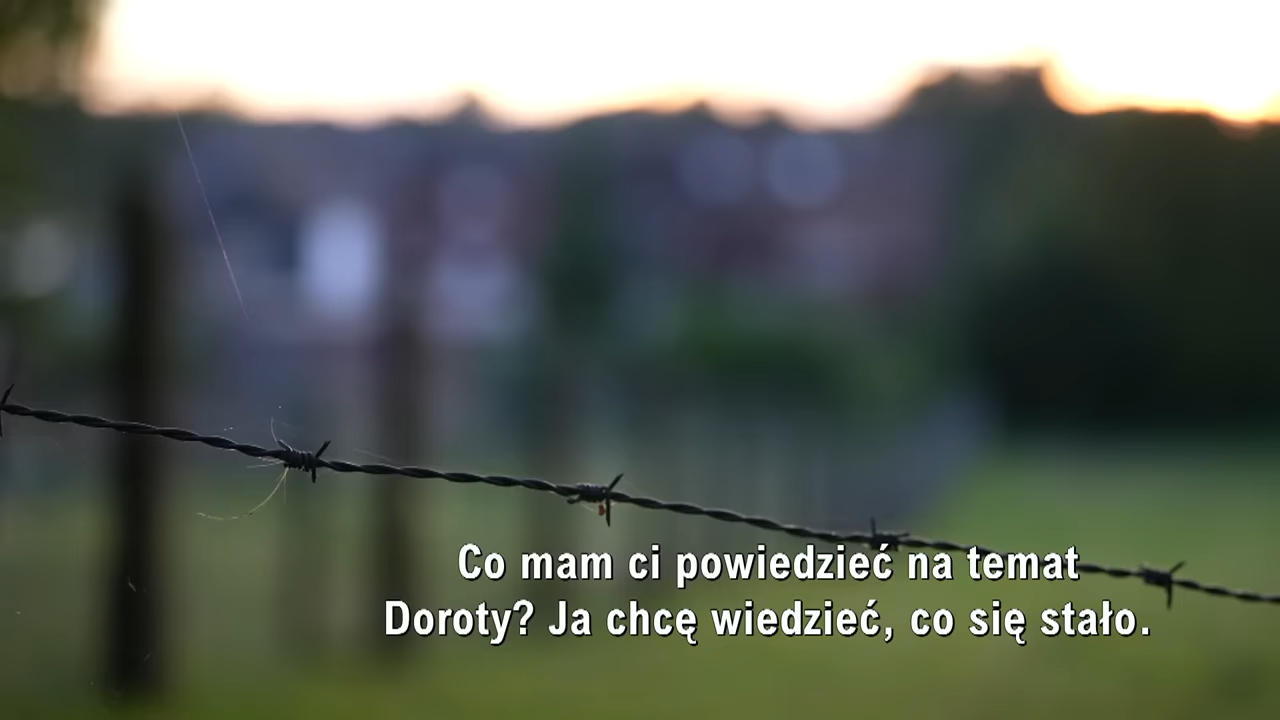 Co mam ci powiedzieć na temat
Doroty? Ja chcę wiedzieć, co się stało.